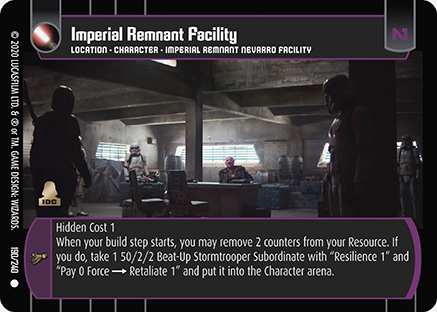 Imperial Remnant Facility
LOCATION - CHARACTER - IMPERIAL REMNANT NEVARRO FACILITY
N
IDC
Hidden Cost 1
When your build step starts, you may remove 2 counters from your Resource. If
you do, take 1 50/2/2 Beat-Up Stormtrooper Subordinate with “Resilience 1” and
“Pay 0 Force → Retaliate 1” and put it into the Character arena.
© 2020 LUCASFILM LTD. & ® or TM. GAME DESIGN: WIZARDS.
180/240